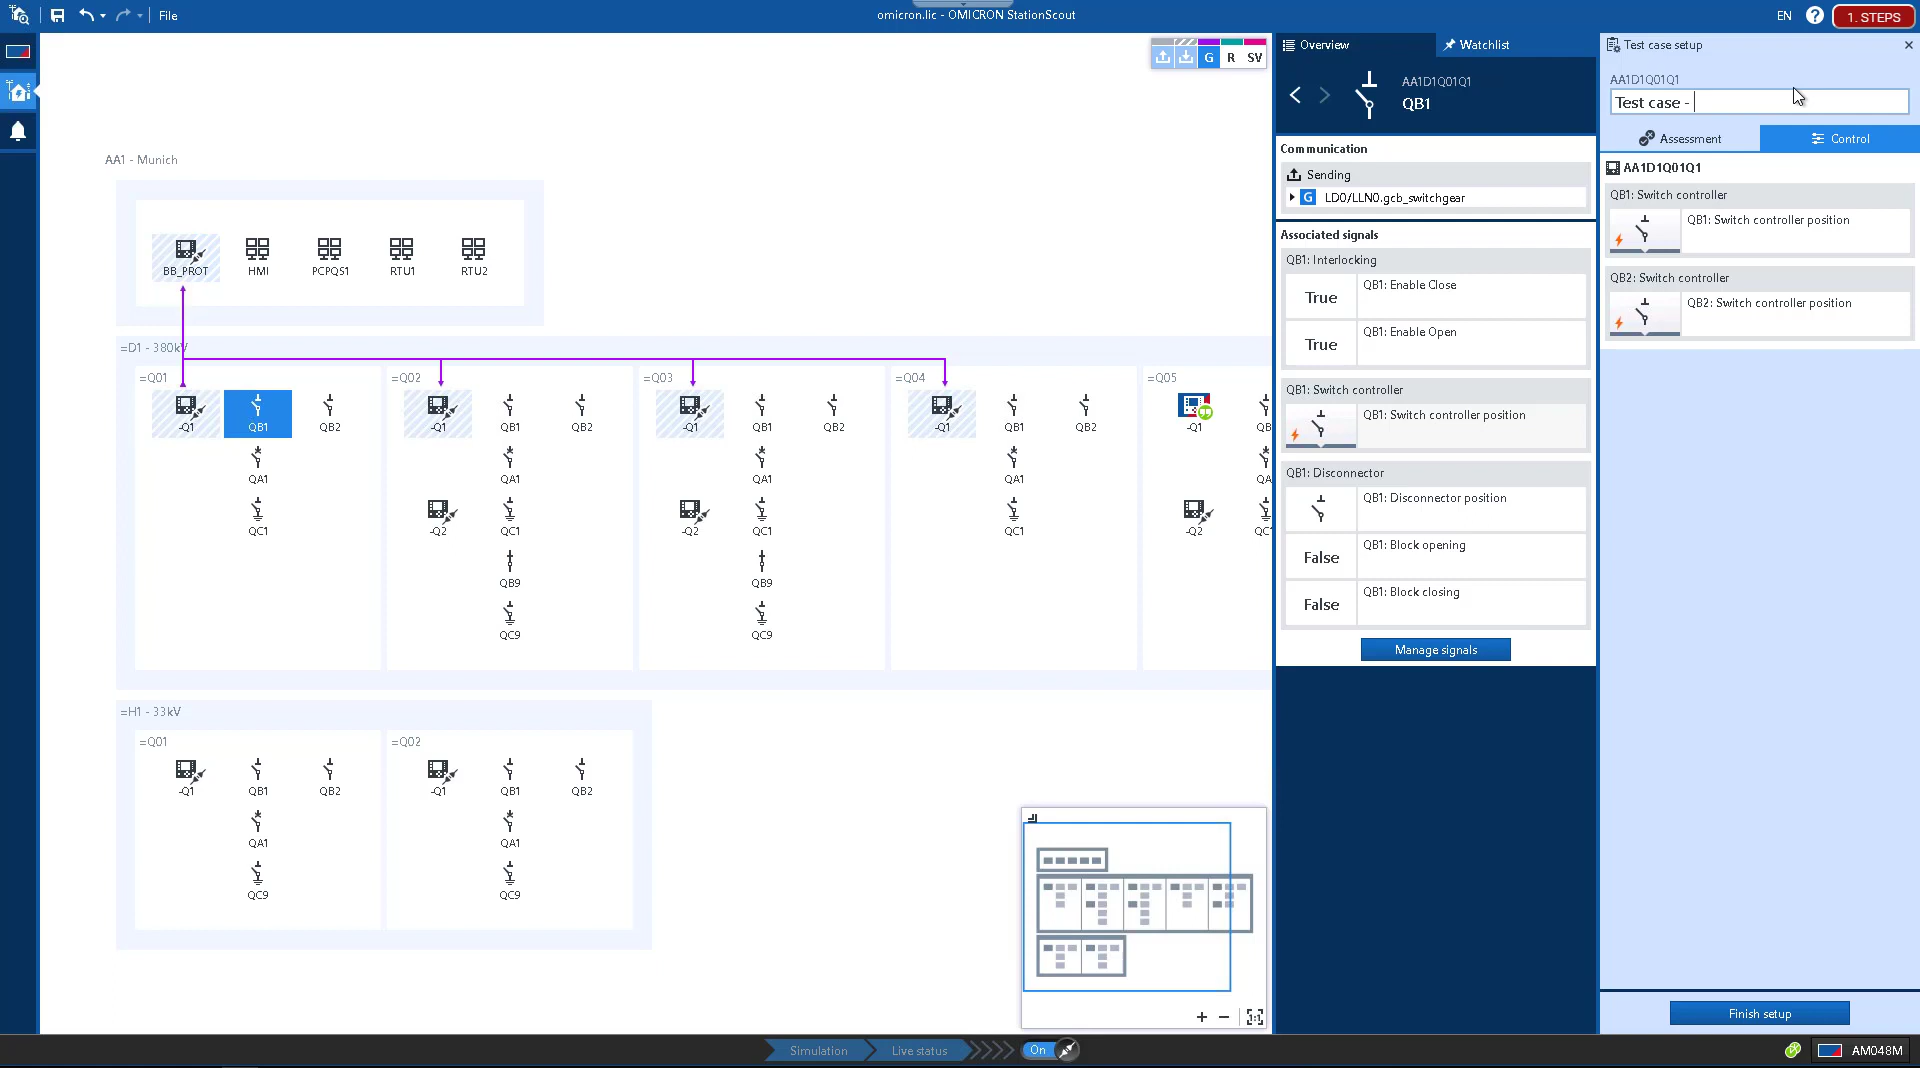 File
omicron.lic - OMICRON StationScout
EN
1. STEPS
G R SV
Overview
Watchlist
Test case setup
AA1D1Q01Q1
QB1
AA1D1Q01Q1
Test case -
Assessment
Control
AA1D1Q01Q1
QB1: Switch controller
QB1: Switch controller position
QB2: Switch controller
QB2: Switch controller position
Finish setup
Communication
Sending
G LD0/LLN0.gcb_switchgear
Associated signals
QB1: Interlocking
True QB1: Enable Close
True QB1: Enable Open
QB1: Switch controller
QB1: Switch controller position
QB1: Disconnector
QB1: Disconnector position
False QB1: Block opening
False QB1: Block closing
Manage signals
AA1 - Munich
BB_PROT HMI PCPQS1 RTU1 RTU2
=D1 - 380kV
=Q01 =Q02 =Q03 =Q04 =Q05
-Q1 QB1 QB2 -Q1 QB1 QB2 -Q1 QB1 QB2 -Q1 QB1 QB2 -Q1 QB
QA1 QA1 QA1 QA1 QA
QC1 -Q2 QC1 -Q2 QC1 QC1 -Q2 QC
QB9 QB9
QC9 QC9
=H1 - 33kV
=Q01 =Q02
-Q1 QB1 QB2 -Q1 QB1 QB2
QA1 QA1
QC9 QC9
1:1
Simulation
Live status
On
AM048M